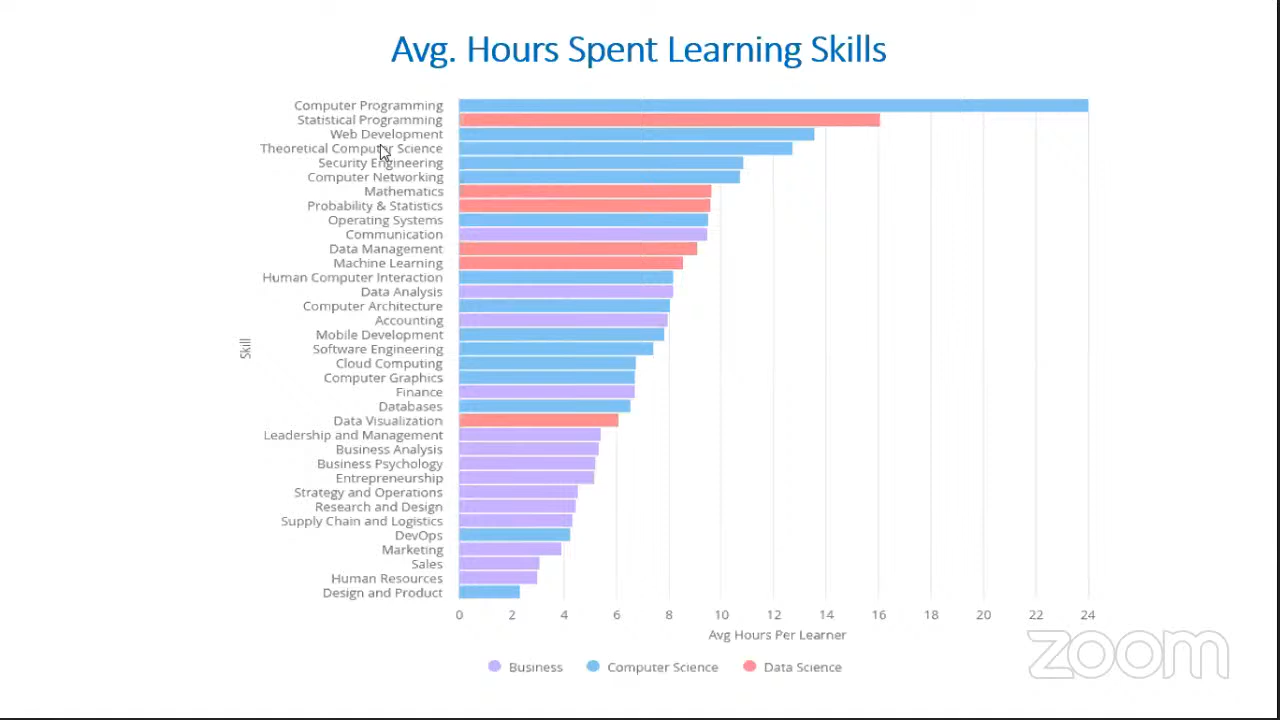 Avg. Hours Spent Learning Skills
Computer Programming
Statistical Programming
Web Development
Theoretical Computer Science
Security Engineering
Computer Networking
Mathematics
Probability & Statistics
Operating Systems
Communication
Data Management
Machine Learning
Human Computer Interaction
Data Analysis
Computer Architecture
Accounting
Mobile Development
Software Engineering
Cloud Computing
Computer Graphics
Finance
Databases
Data Visualization
Leadership and Management
Business Analysis
Business Psychology
Entrepreneurship
Strategy and Operations
Research and Design
Supply Chain and Logistics
DevOps
Marketing
Sales
Human Resources
Design and Product
Skill
0 2 4 6 8 10 12 14 16 18 20 22 24
Avg Hours Per Learner
Business Computer Science Data Science
zoom